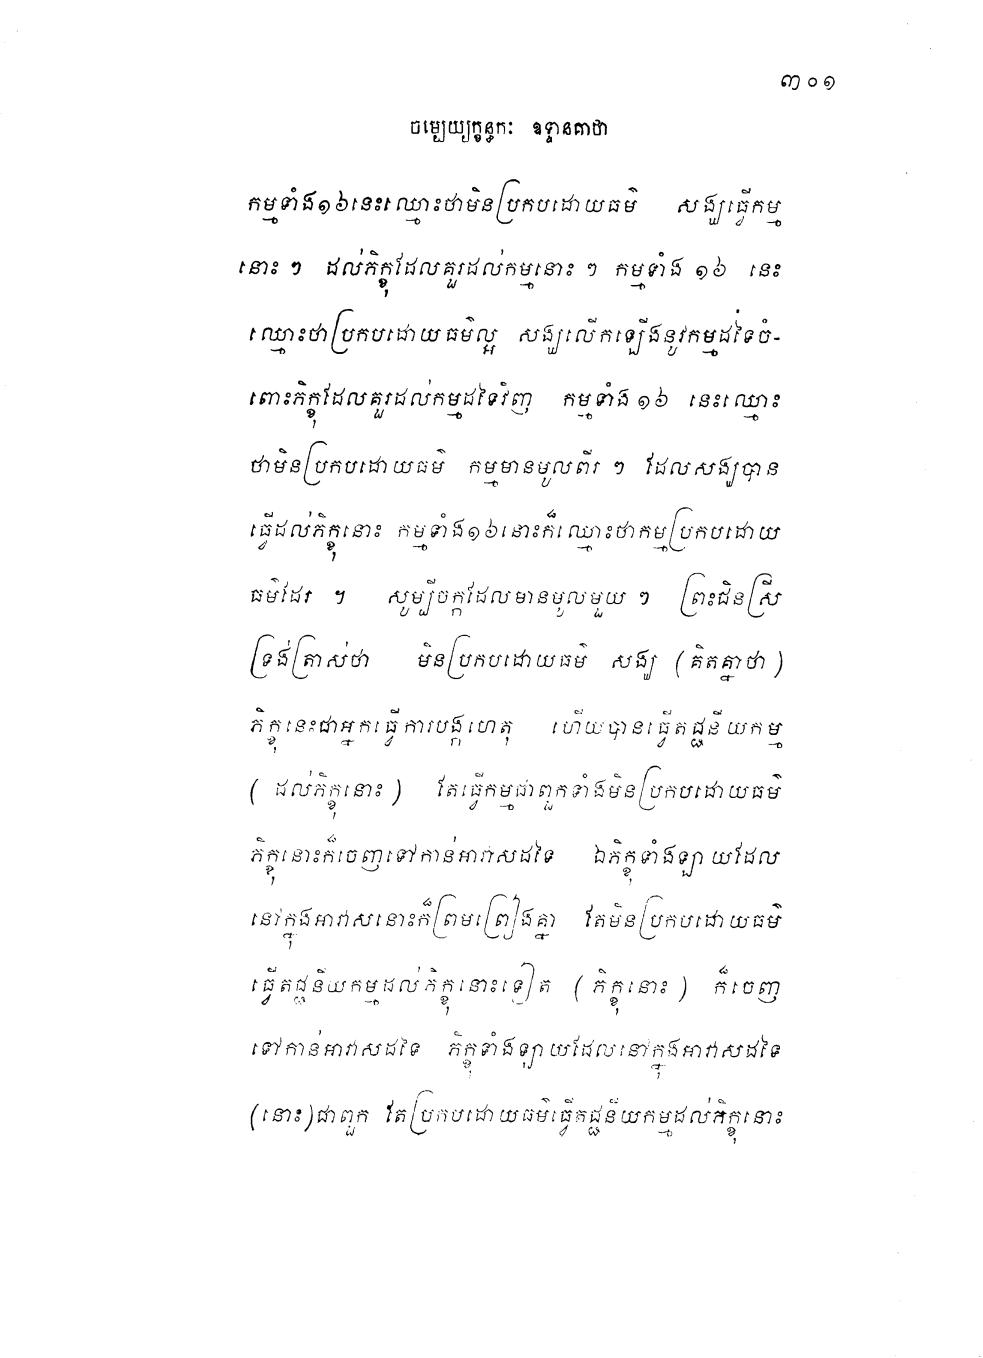 ៣០១
ចម្បេយ្យក្ខន្ធកៈ ឧទ្ទានគាថា
កម្មទាំង១៦នេះឈ្មោះថាមិនប្រកបដោយធម៌ សង្ឃធ្វើកម្ម
នោះ ៗ ដល់ភិក្ខុដែលគួរដល់កម្មនោះ ៗ កម្មទាំង ១៦ នេះ
ឈ្មោះថាប្រកបដោយធម៌ល្អ សង្ឃលើកឡើងនូវកម្មដទៃចំ-
ពោះភិក្ខុដែលគួរដល់កម្មដទៃវិញ កម្មទាំង ១៦ នេះឈ្មោះ
ថាមិនប្រកបដោយធម៌ កម្មមានមូលពីរ ៗ ដែលសង្ឃបាន
ធ្វើដល់ភិក្ខុនោះ កម្មទាំង១៦នោះក៏ឈ្មោះថាកម្មប្រកបដោយ
ធម៌ដែរ ។ សូម្បីចក្កដែលមានមូលមួយ ៗ ព្រះជិនស្រី
ទ្រង់ត្រាស់ថា មិនប្រកបដោយធម៌ សង្ឃ (គិតគ្នាថា)
ភិក្ខុនេះជាអ្នកធ្វើការបង្កហេតុ ហើយបានធ្វើតជ្ជនីយកម្ម
( ដល់ភិក្ខុនោះ ) តែធ្វើកម្មជាពួកទាំងមិនប្រកបដោយធម៌
ភិក្ខុនោះក៏ចេញទៅកាន់អាវាសដទៃ ឯភិក្ខុទាំងឡាយដែល
នៅក្នុងអាវាសនោះក៏ព្រមព្រៀងគ្នា តែមិនប្រកបដោយធម៌
ធ្វើតជ្ជនីយកម្មដល់ភិក្ខុនោះទៀត ( ភិក្ខុនោះ ) ក៏ចេញ
ទៅកាន់អាវាសដទៃ ភិក្ខុទាំងឡាយដែលនៅក្នុងអាវាសដទៃ
(នោះ)ជាពួក តែប្រកបដោយធម៌ធ្វើតជ្ជនីយកម្មដល់ភិក្ខុនោះ